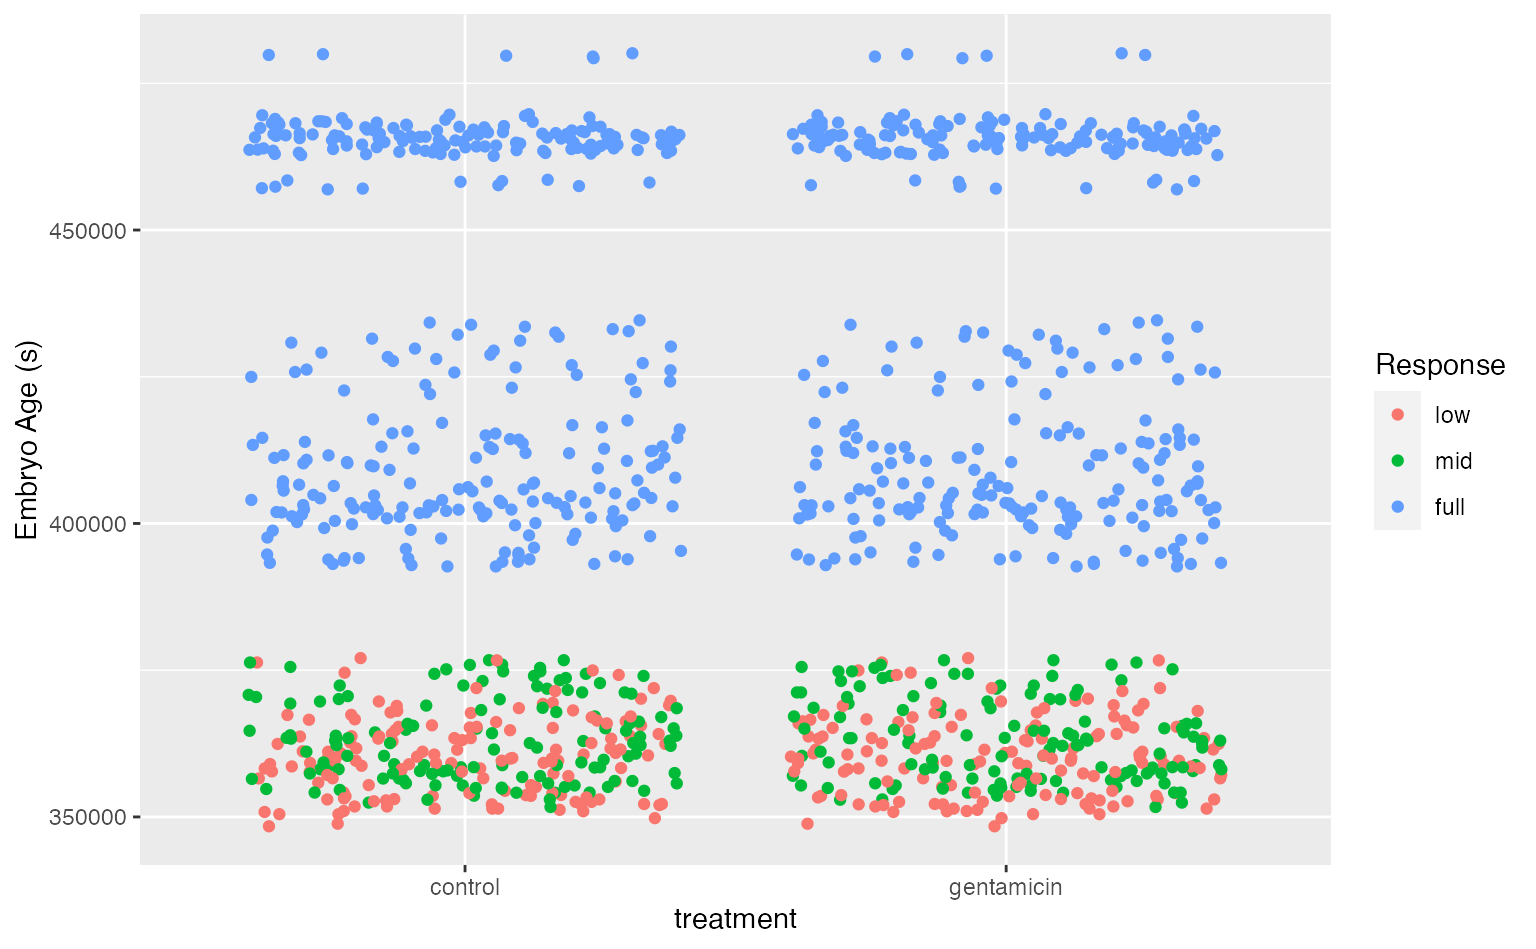 Embryo Age (s)
450000
400000
350000
control
gentamicin
treatment
Response
low
mid
full